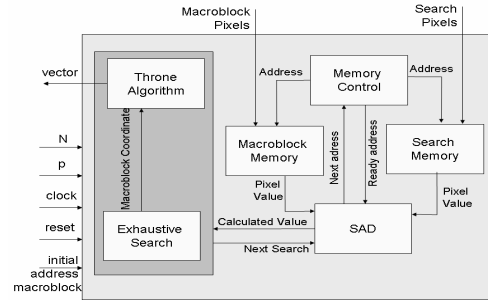 Macroblock
Pixels
Search
Pixels
vector
Throne
Algorithm
Address
Memory
Control
Address
Macroblock Coordinate
N
p
clock
reset
initial
address
macroblock
Macroblock
Memory
Next adress
Ready address
Search
Memory
Pixel
Value
Pixel
Value
Exhaustive
Search
Calculated Value
Next Search
SAD